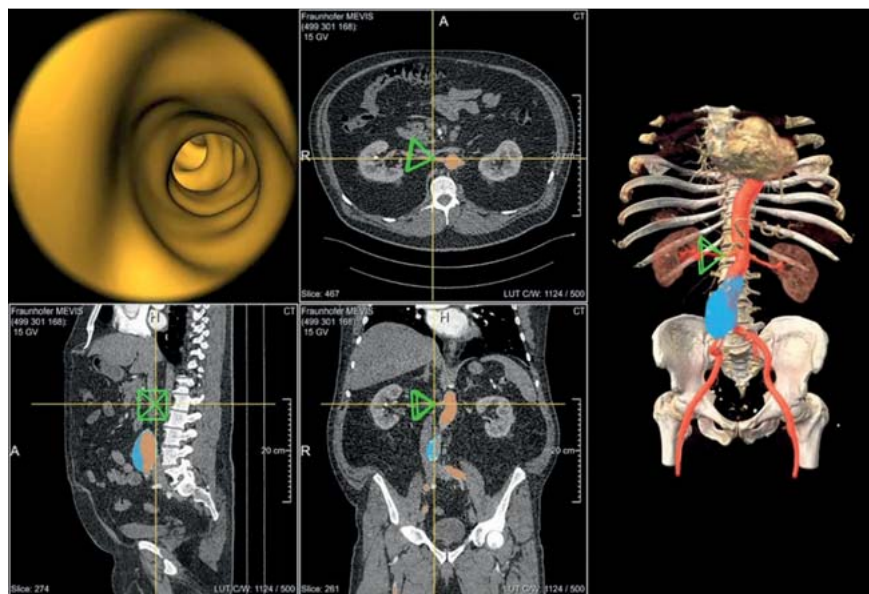 Fraunhofer MEVIS
(499 301 168):
15 GV
A
CT
R
20 cm
Slice: 467
LUT C/W: 1124 / 500
Fraunhofer MEVIS
(499 301 168):
15 GV
H
CT
A
20 cm
Slice: 274
LUT C/W: 1124 / 500
Fraunhofer MEVIS
(499 301 168):
15 GV
H
CT
R
20 cm
Slice: 261
LUT C/W: 1124 / 500